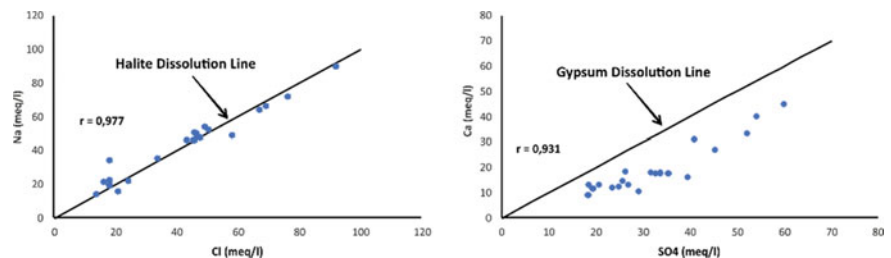 120
100
80
60
40
20
0
Na (meq/l)
Halite Dissolution Line
r = 0,977
0 20 40 60 80 100 120
Cl (meq/l)
80
70
60
50
40
30
20
10
0
Ca (meq/l)
Gypsum Dissolution Line
r = 0,931
0 10 20 30 40 50 60 70 80
SO4 (meq/l)